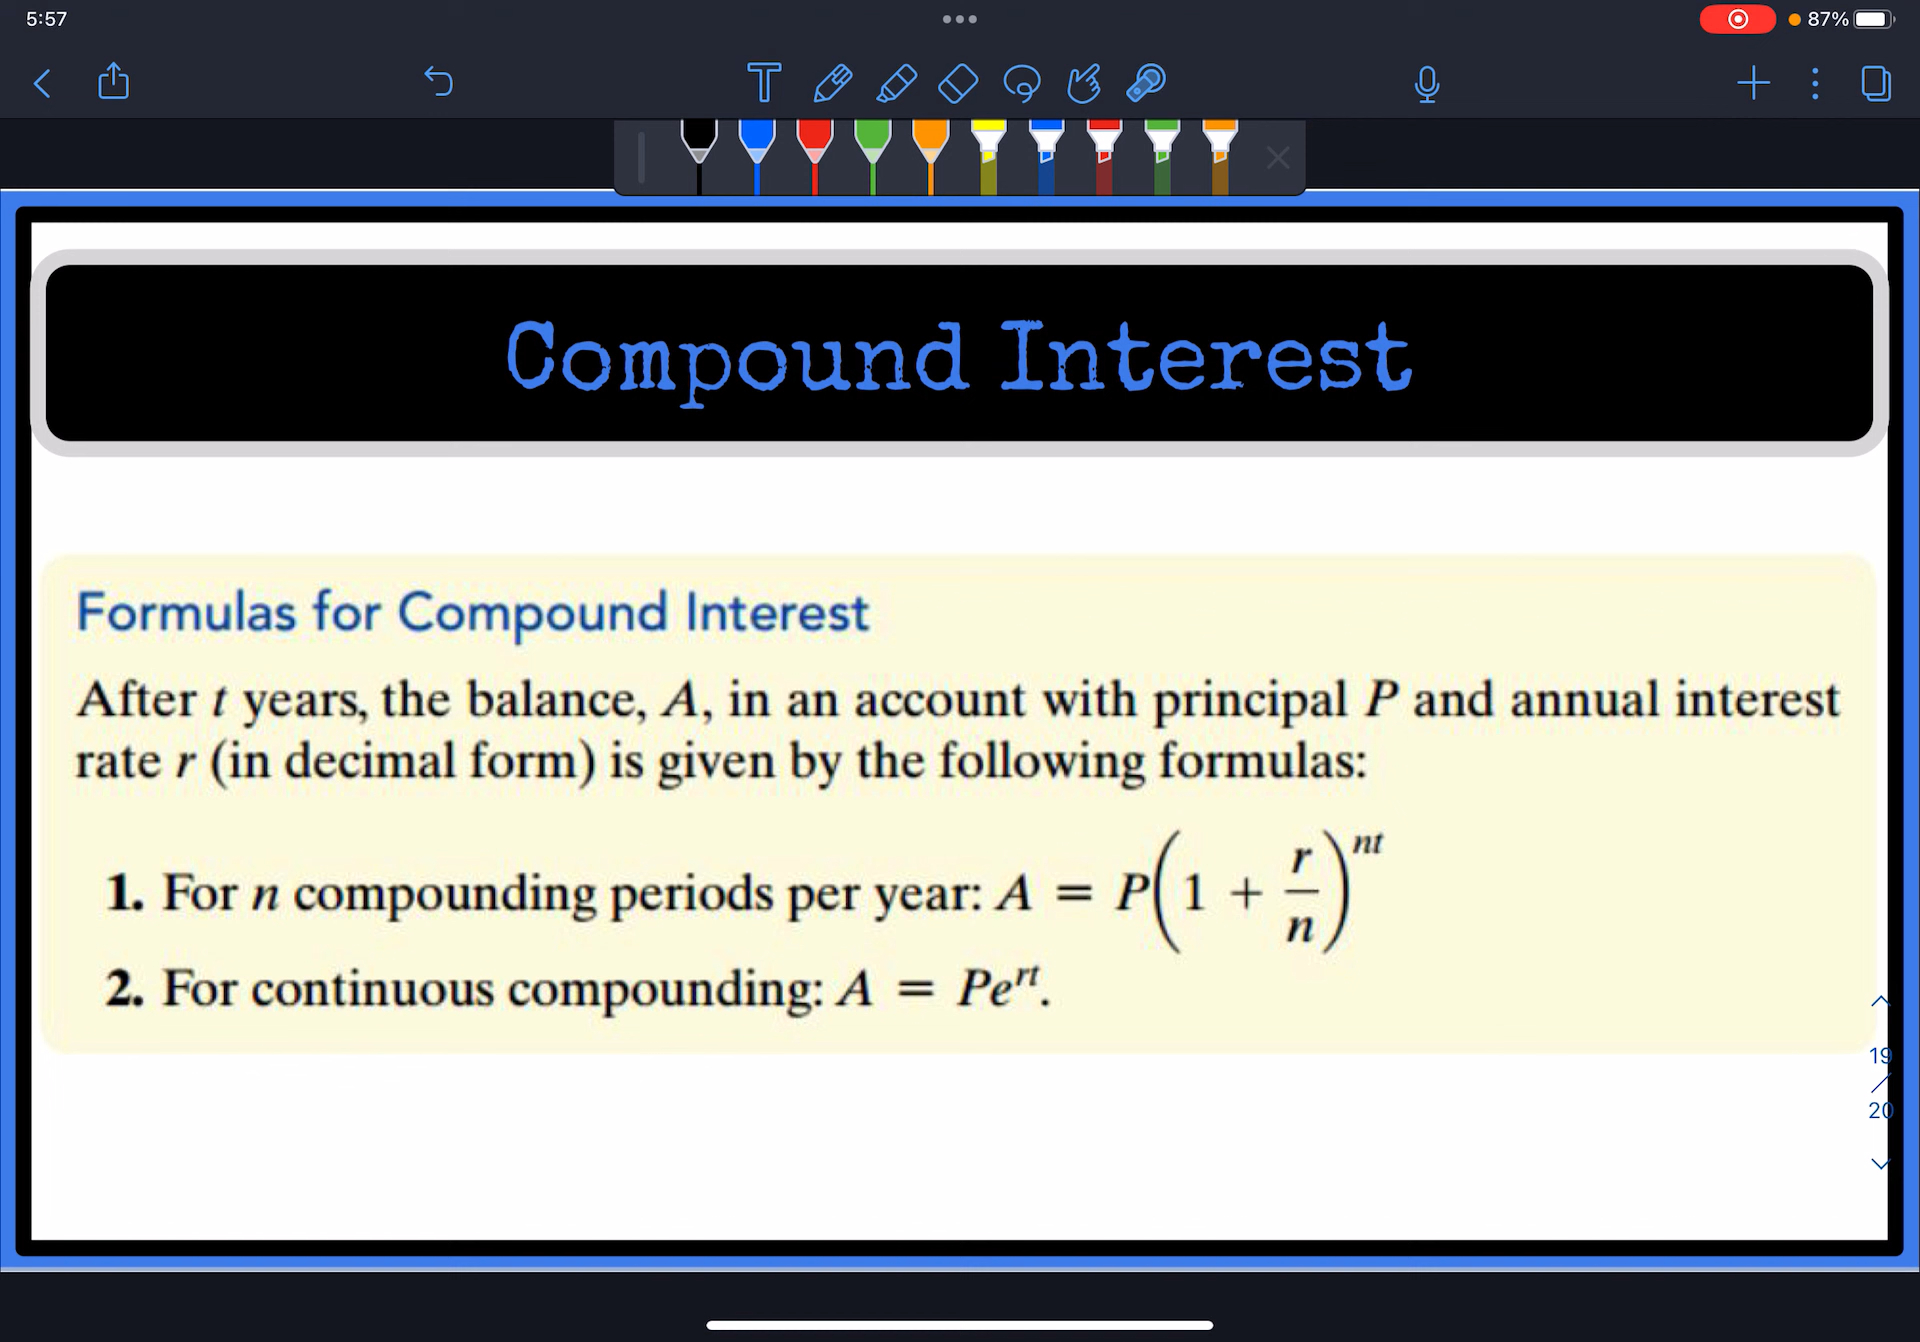 5:57
87%
Compound Interest
Formulas for Compound Interest
After t years, the balance, A, in an account with principal P and annual interest
rate r (in decimal form) is given by the following formulas:
1. For n compounding periods per year: A = P(1 + r/n)^nt
2. For continuous compounding: A = Pe^rt.
19
/
20